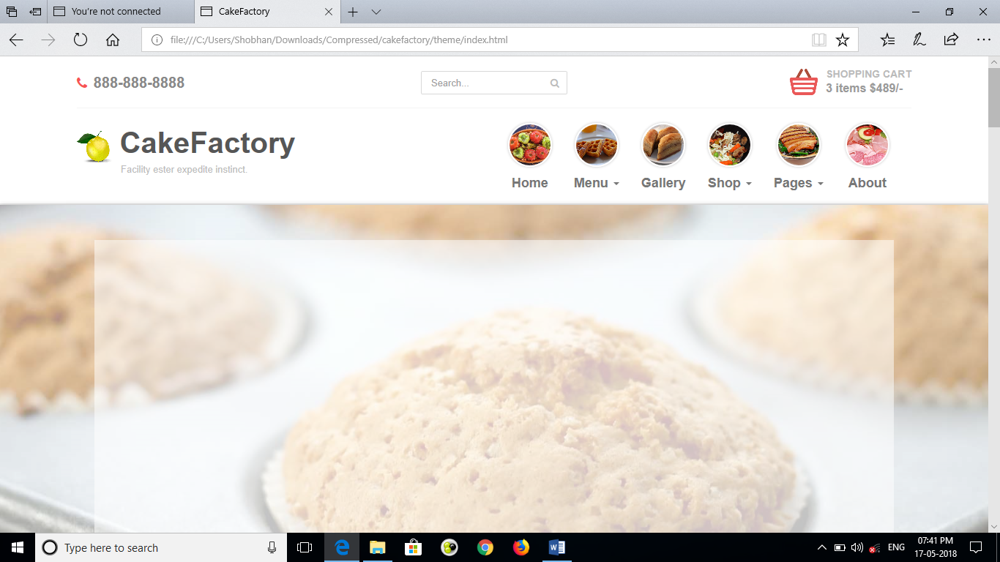 You're not connected
CakeFactory
file:///C:/Users/Shobhan/Downloads/Compressed/cakefactory/theme/index.html
888-888-8888
Search...
SHOPPING CART
3 items $489/-
CakeFactory
Facility ester expedite instinct.
Home Menu Gallery Shop Pages About
Type here to search
ENG
07:41 PM
17-05-2018